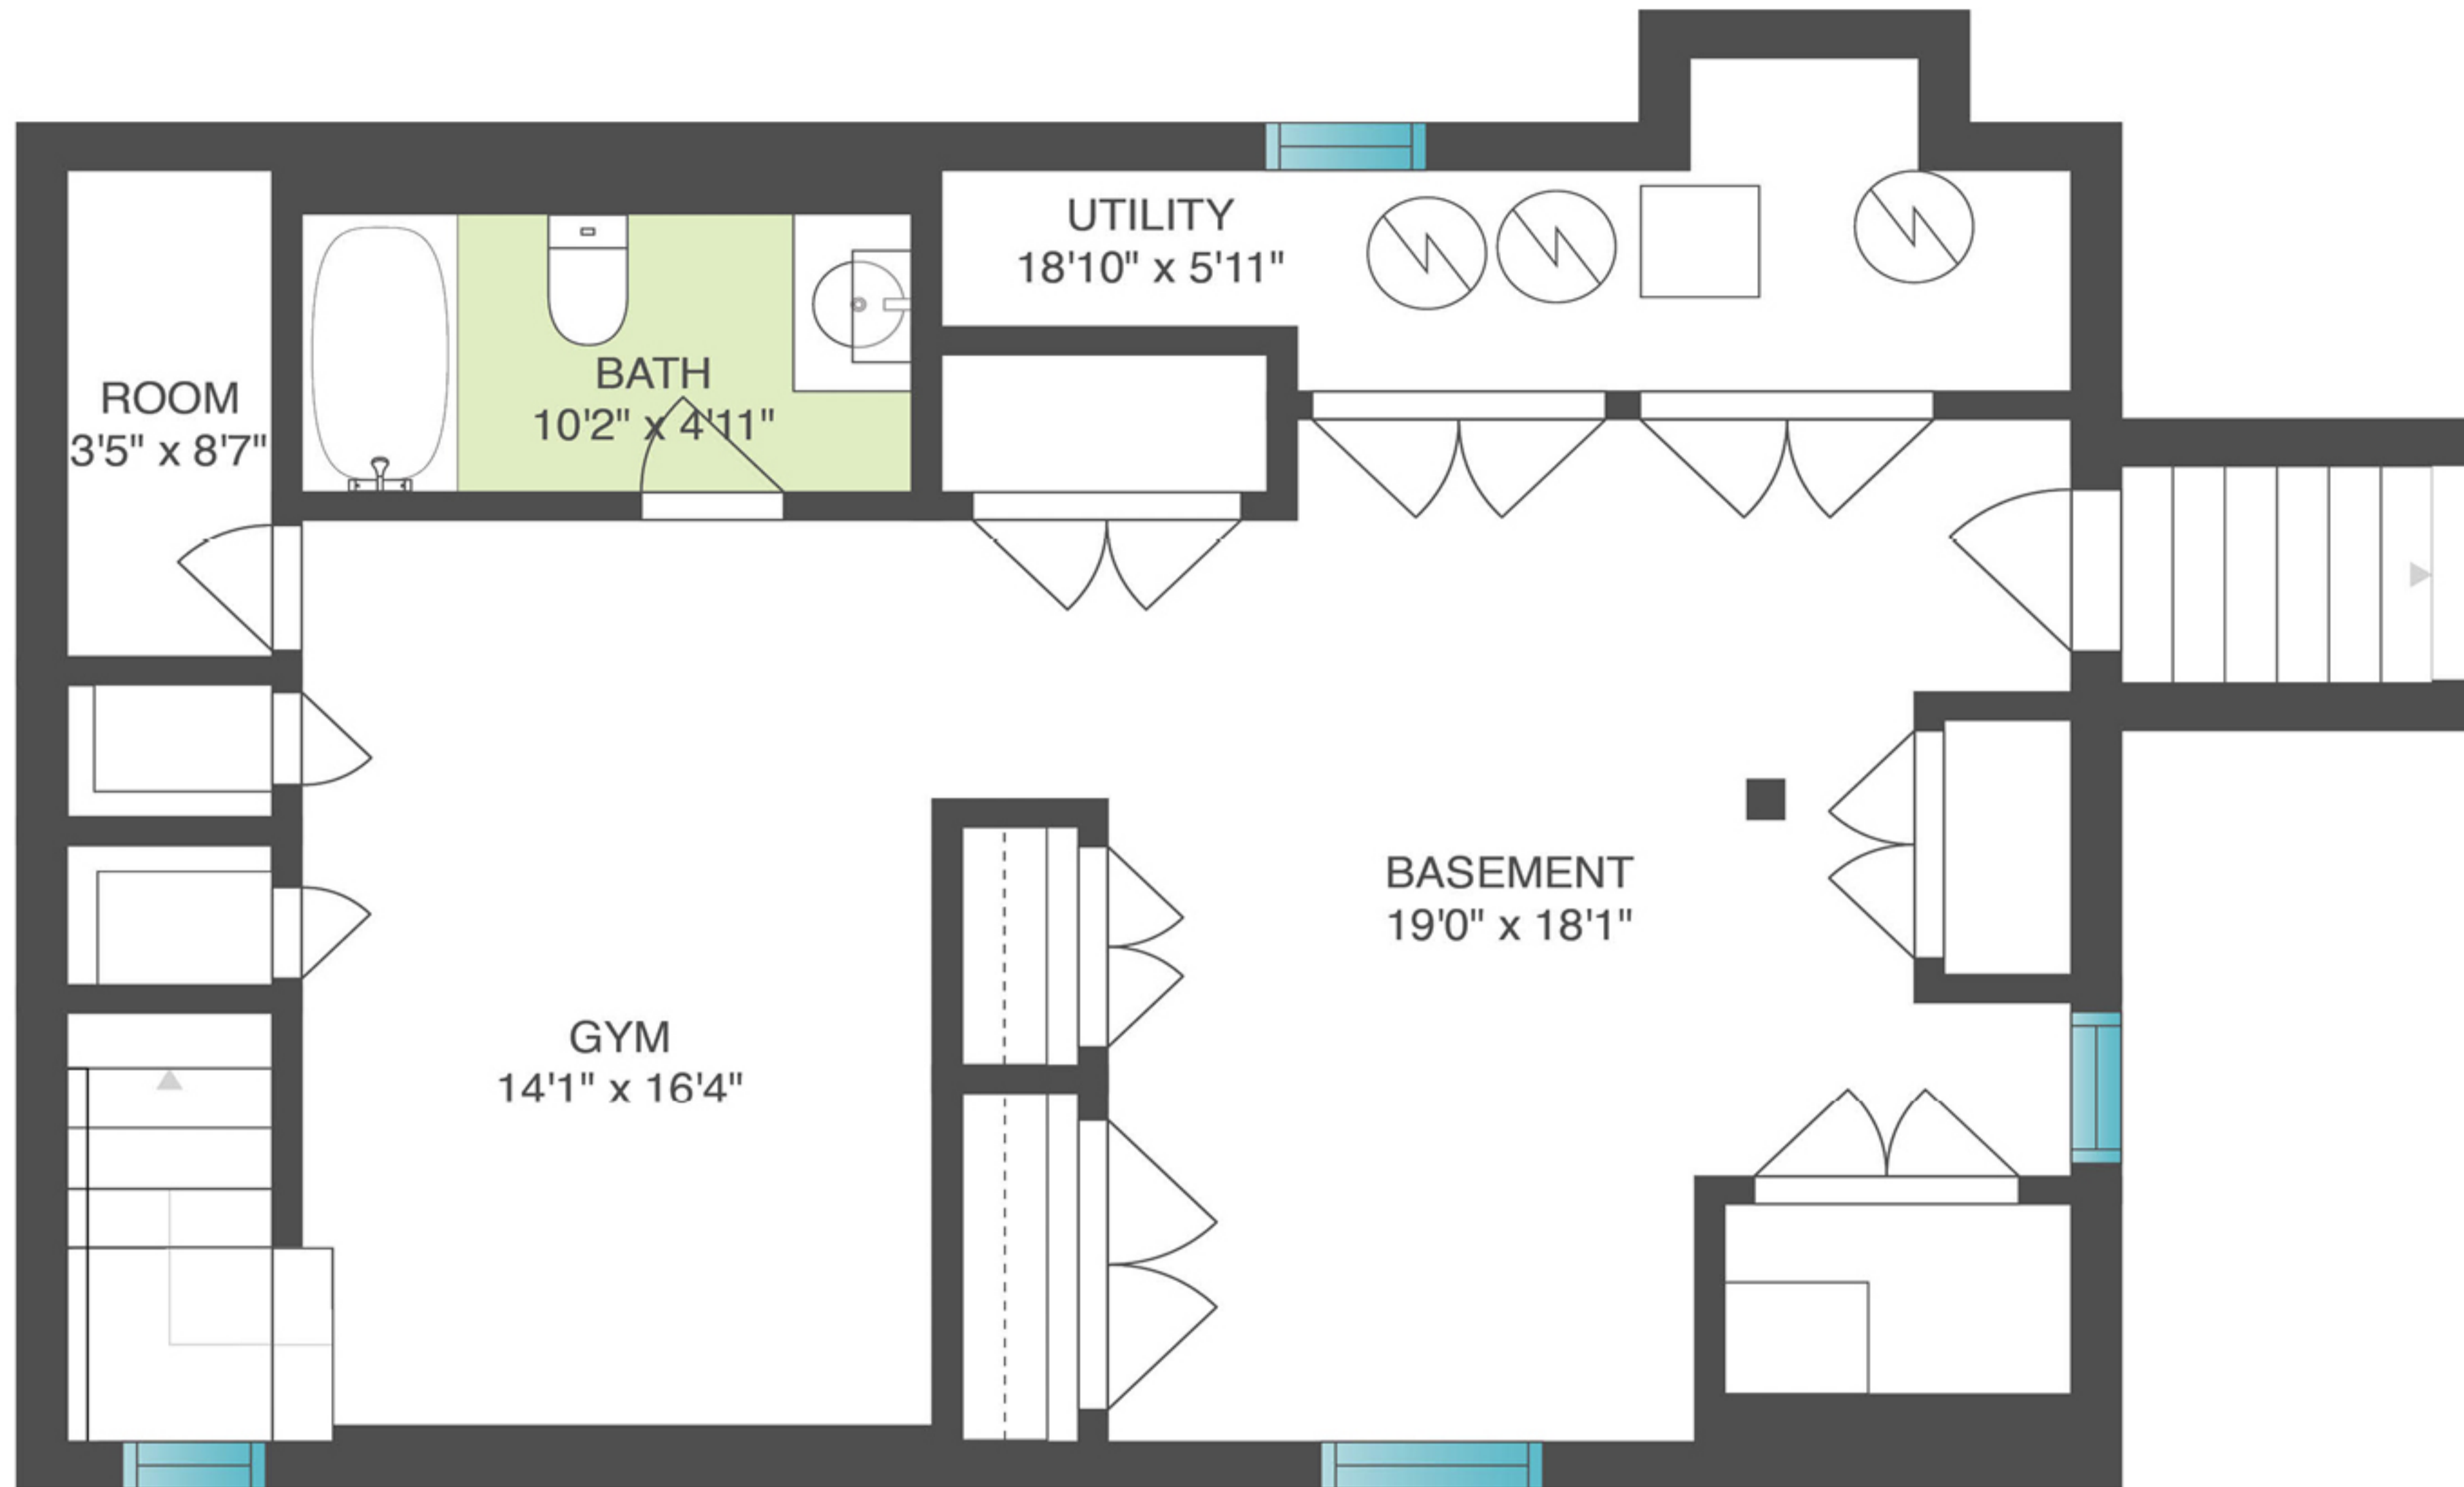 UTILITY
18'10" x 5'11"
BATH
10'2" x 4'11"
ROOM
3'5" x 8'7"
BASEMENT
19'0" x 18'1"
GYM
14'1" x 16'4"